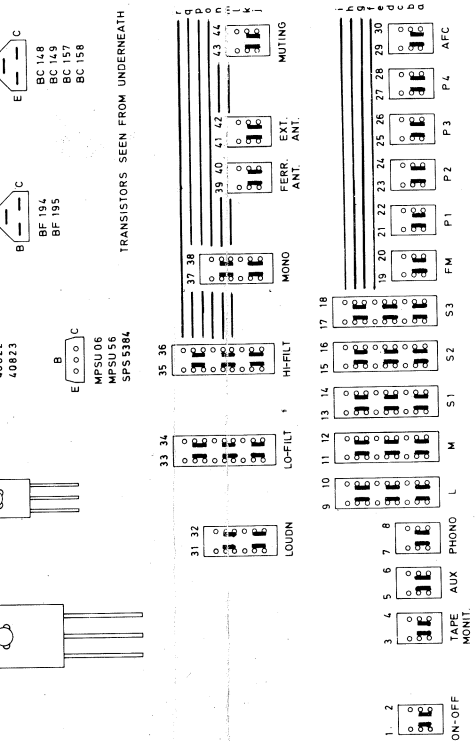 40823
B
E C
MPSU 06
MPSU 56
SPS 5384
B C
BF 194
BF 195
E C
BC 148
BC 149
BC 157
BC 158
TRANSISTORS SEEN FROM UNDERNEATH
r
q
p
o
n
m
l
k
j
31 32
LOUDN
33 34
LO-FILT
35 36
HI-FILT
37 38
MONO
39 40
FERR.
ANT.
41 42
EXT.
ANT.
43 44
MUTING
i
h
g
f
e
d
c
b
a
1 2
ON-OFF
3 4
TAPE
MONIT.
5 6
AUX
7 8
PHONO
9 10
L
11 12
M
13 14
S1
15 16
S2
17 18
S3
19 20
FM
21 22
P1
23 24
P2
25 26
P3
27 28
P4
29 30
AFC